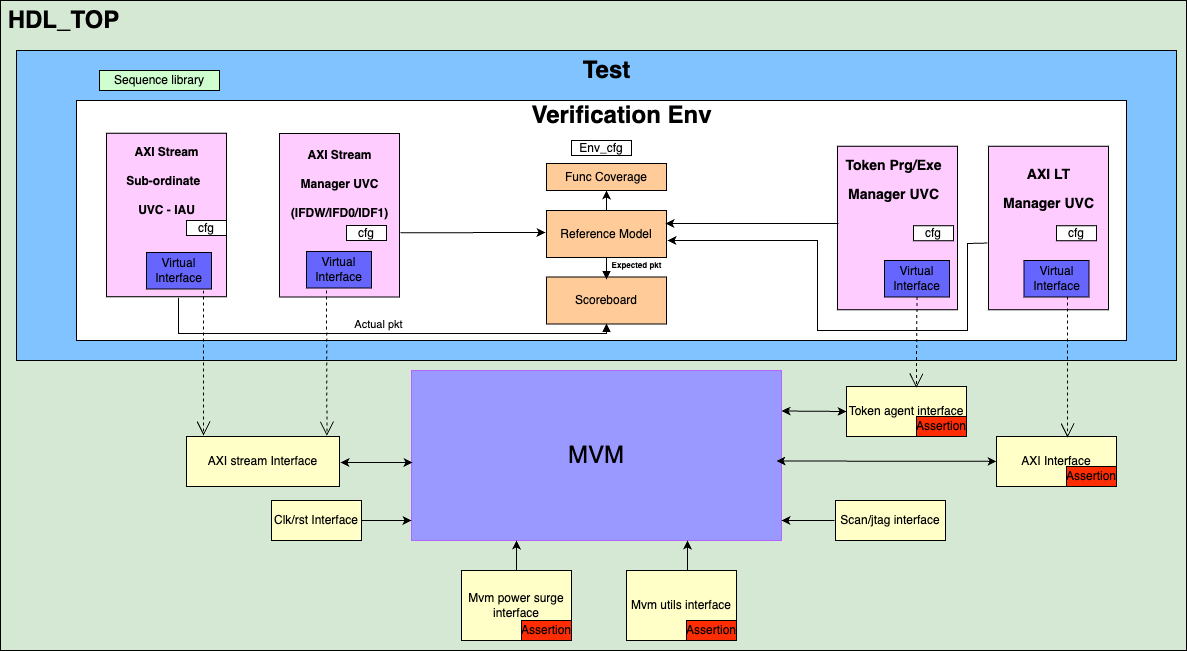 HDL_TOP
Test
Sequence library
Verification Env
AXI Stream
Sub-ordinate
UVC - IAU
cfg
Virtual
Interface
AXI Stream
Manager UVC
(IFDW/IFD0/IDF1)
cfg
Virtual
Interface
Env_cfg
Func Coverage
Reference Model
Expected pkt
Scoreboard
Actual pkt
Token Prg/Exe
Manager UVC
cfg
Virtual
Interface
AXI LT
Manager UVC
cfg
Virtual
Interface
MVM
AXI stream Interface
Clk/rst Interface
Token agent interface
Assertion
AXI Interface
Assertion
Scan/jtag interface
Mvm power surge
interface
Assertion
Mvm utils interface
Assertion